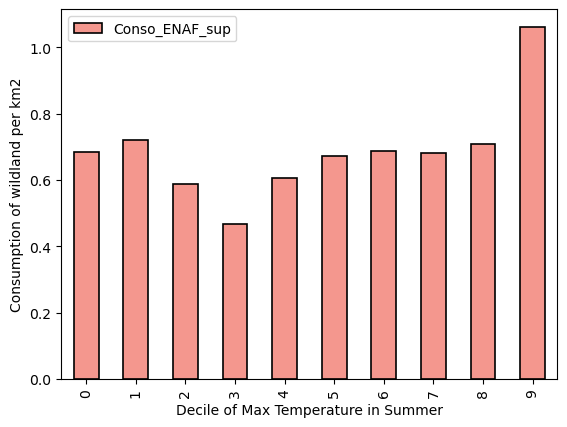 Conso_ENAF_sup
Consumption of wildland per km2
1.0
0.8
0.6
0.4
0.2
0.0
0 1 2 3 4 5 6 7 8 9
Decile of Max Temperature in Summer